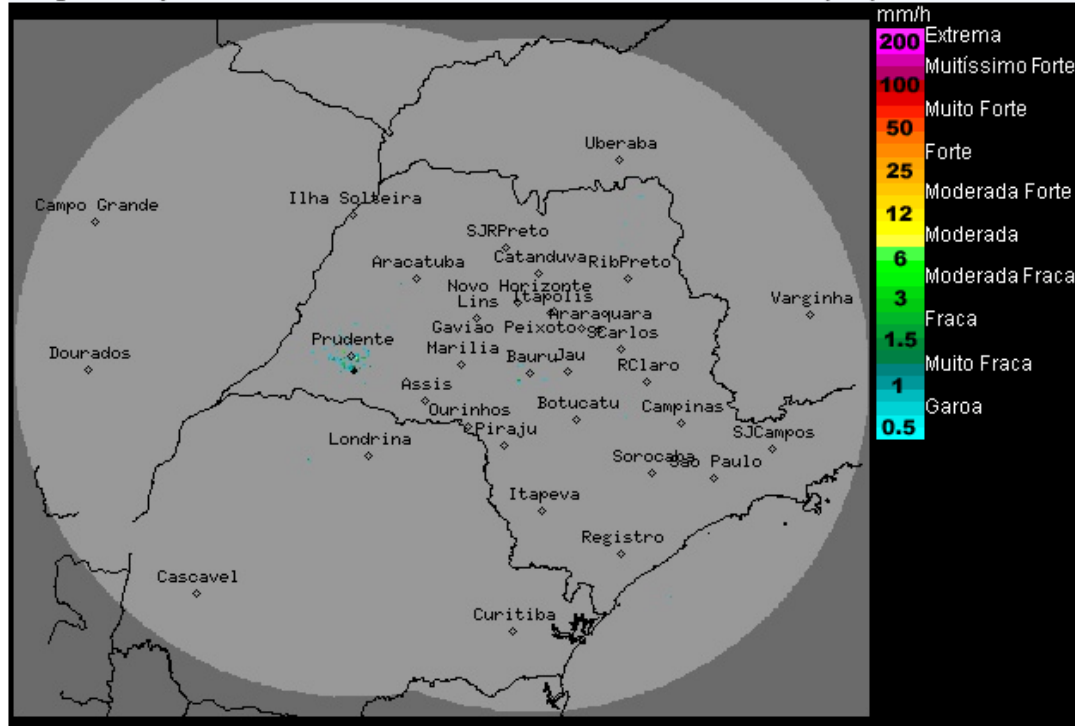 mm/h
200
Extrema
Muitíssimo Forte
100
Muito Forte
50
Forte
25
Moderada Forte
12
Moderada
6
Moderada Fraca
3
Fraca
1.5
Muito Fraca
1
Garoa
0.5
Uberaba
Campo Grande
Ilha Solteira
SJRPreto
Aracatuba
Catanduva
RibPreto
Novo Horizonte
Lins
Itapolis
Varginha
Araraquara
Gavião Peixoto
SCarlos
Prudente
Dourados
Marilia
Bauru
Jau
RClaro
Assis
Ourinhos
Botucatu
Campinas
Piraju
Londrina
SJCampos
Sorocaba
Sao Paulo
Itapeva
Registro
Cascavel
Curitiba